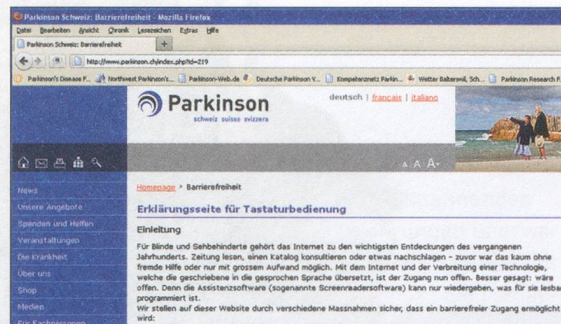 Parkinson Schweiz: Barrierefreiheit - Mozilla Firefox
Datei Bearbeiten Ansicht Chronik Lesezeichen Extras Hilfe
Parkinson Schweiz: Barrierefreiheit
http://www.parkinson.ch/index.php?id=219
Parkinson's Disease F... Northwest Parkinson's... Parkinson-Web.de Deutsche Parkinson V... Kompetenznetz Parkin... Wetter Balterswil, Sch... Parkinson Research F
Parkinson
schweiz suisse svizzera
deutsch | français | italiano
A A A+
Homepage Barrierefreiheit
News
Unsere Angebote
Spenden und Helfen
Veranstaltungen
Die Krankheit
Über uns
Shop
Medien
Für Fachpersonen
Erklärungsseite für Tastaturbedienung
Einleitung
Für Blinde und Sehbehinderte gehört das Internet zu den wichtigsten Entdeckungen des vergangenen
Jahrhunderts. Zeitung lesen, einen Katalog konsultieren oder etwas nachschlagen – zuvor war das kaum ohne
fremde Hilfe oder nur mit grossem Aufwand möglich. Mit dem Internet und der Verbreitung einer Technologie,
welche die geschriebene in die gesprochen Sprache übersetzt, ist der Zugang nun offen. Besser gesagt: wäre
offen. Denn die Assistenzsoftware (sogenannte Screenreadersoftware) kann nur wiedergeben, was für sie lesba
programmiert ist.
Wir stellen auf dieser Website durch verschiedene Massnahmen sicher, dass ein barrierefreier Zugang ermöglicht
wird: